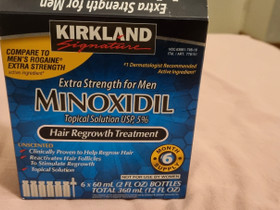 Extra Strength for Men
KIRKLAND
Signature
COMPARE TO
MEN'S ROGAINE®
EXTRA STRENGTH
active ingredient†
#1 Dermatologist Recommended
Active Ingredient‡
Extra Strength for Men
MINOXIDIL
Topical Solution USP, 5%
Hair Regrowth Treatment
UNSCENTED
Clinically Proven to Help Regrow Hair
Reactivates Hair Follicles
To Stimulate Regrowth
Topical Solution
6 MONTH
NOT FOR USE BY WOMEN
6 x 60 mL (2 FL OZ) BOTTLES
TOTAL 360 mL (12 FL OZ)